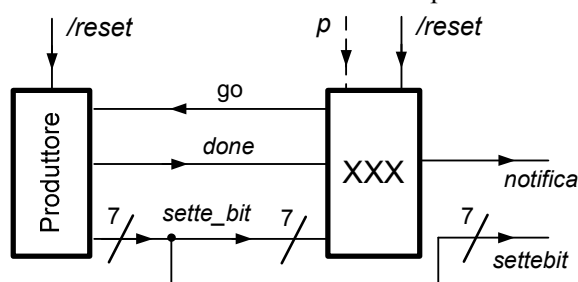 /reset
p
/reset
go
done
Produttore
XXX
notifica
7
sette_bit
7
7
settebit